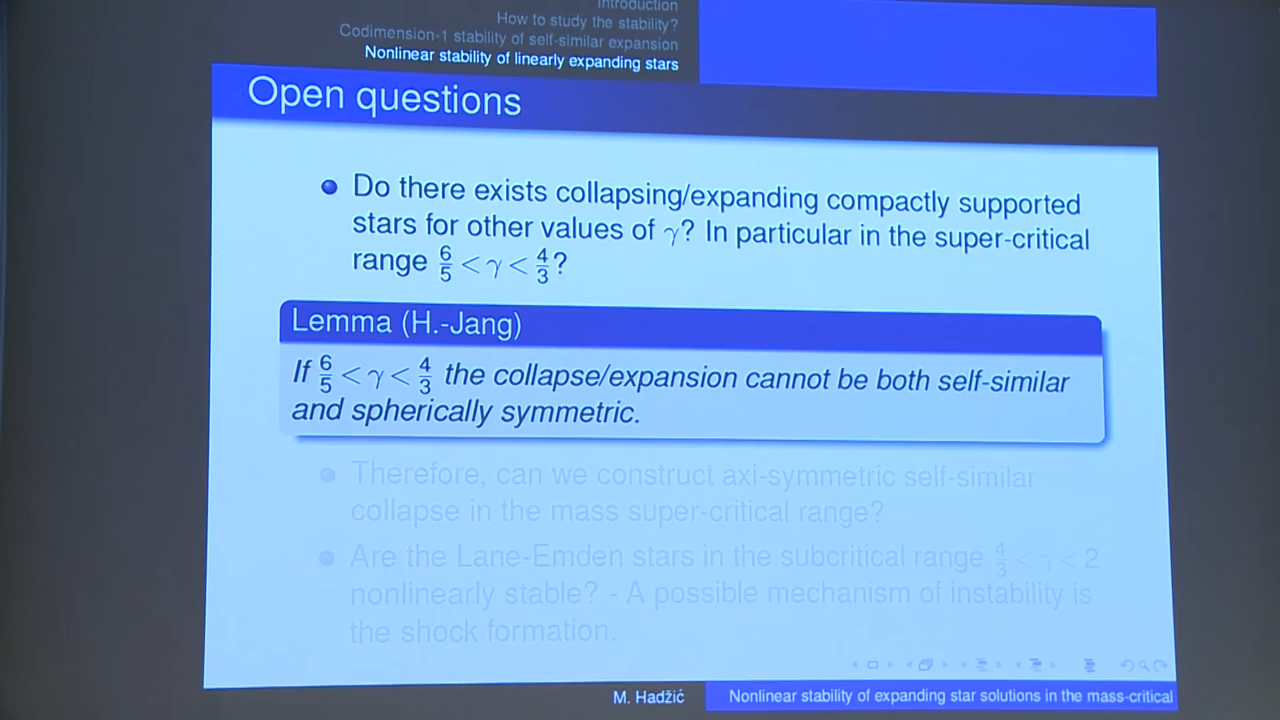 Introduction
How to study the stability?
Codimension-1 stability of self-similar expansion
Nonlinear stability of linearly expanding stars
Open questions
Do there exists collapsing/expanding compactly supported
stars for other values of γ? In particular in the super-critical
range 6/5 < γ < 4/3?
Lemma (H.-Jang)
If 6/5 < γ < 4/3 the collapse/expansion cannot be both self-similar
and spherically symmetric.
Therefore, can we construct axi-symmetric self-similar
collapse in the mass super-critical range?
Are the Lane-Emden stars in the subcritical range 4/3 < γ < 2
nonlinearly stable? - A possible mechanism of instability is
the shock formation.
M. Hadžić
Nonlinear stability of expanding star solutions in the mass-critical